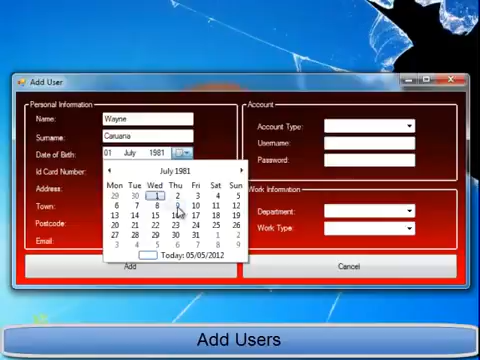 Add User
Personal Information
Name: Wayne
Surname: Caruana
Date of Birth: 01 July 1981
Id Card Number:
Address:
Town:
Postcode:
Email:
July 1981
Mon Tue Wed Thu Fri Sat Sun
29 30 1 2 3 4 5
6 7 8 9 10 11 12
13 14 15 16 17 18 19
20 21 22 23 24 25 26
27 28 29 30 31 1 2
3 4 5 6 7 8 9
Today: 05/05/2012
Account
Account Type:
Username:
Password:
Work Information
Department:
Work Type:
Add
Cancel
Add Users